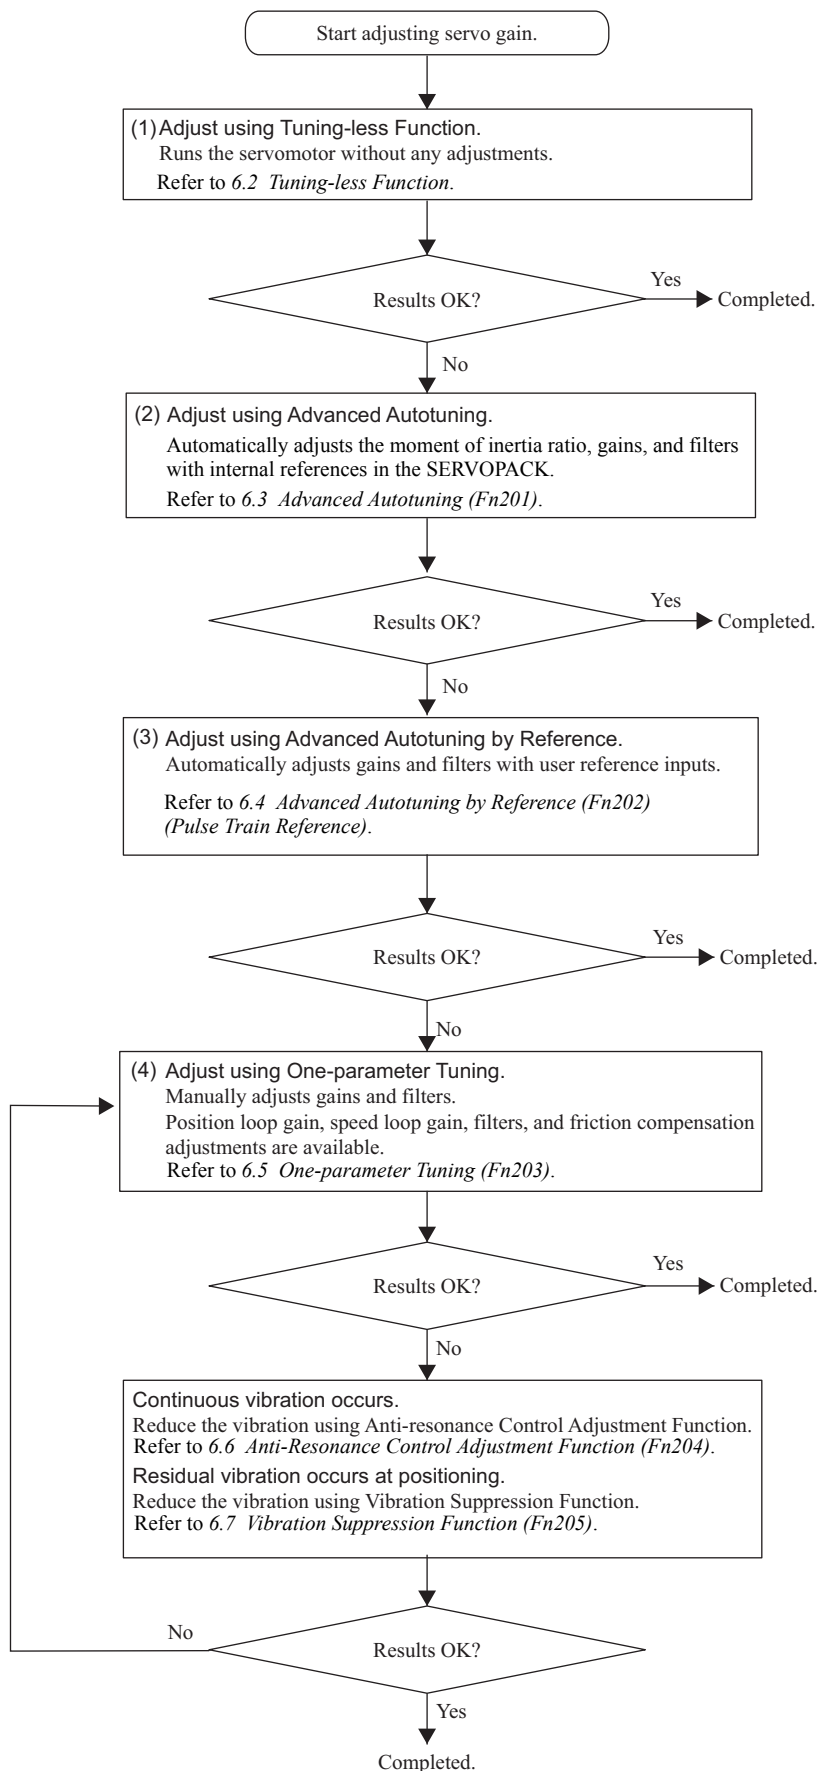 Start adjusting servo gain.
(1) Adjust using Tuning-less Function.
Runs the servomotor without any adjustments.
Refer to 6.2 Tuning-less Function.
Results OK?
Yes
Completed.
No
(2) Adjust using Advanced Autotuning.
Automatically adjusts the moment of inertia ratio, gains, and filters
with internal references in the SERVOPACK.
Refer to 6.3 Advanced Autotuning (Fn201).
Results OK?
Yes
Completed.
No
(3) Adjust using Advanced Autotuning by Reference.
Automatically adjusts gains and filters with user reference inputs.
Refer to 6.4 Advanced Autotuning by Reference (Fn202)
(Pulse Train Reference).
Results OK?
Yes
Completed.
No
(4) Adjust using One-parameter Tuning.
Manually adjusts gains and filters.
Position loop gain, speed loop gain, filters, and friction compensation
adjustments are available.
Refer to 6.5 One-parameter Tuning (Fn203).
Results OK?
Yes
Completed.
No
Continuous vibration occurs.
Reduce the vibration using Anti-resonance Control Adjustment Function.
Refer to 6.6 Anti-Resonance Control Adjustment Function (Fn204).
Residual vibration occurs at positioning.
Reduce the vibration using Vibration Suppression Function.
Refer to 6.7 Vibration Suppression Function (Fn205).
No
Results OK?
Yes
Completed.